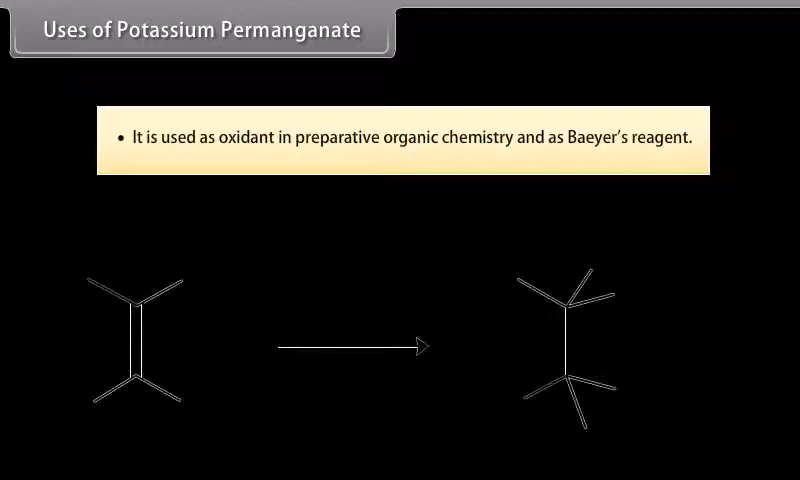 Uses of Potassium Permanganate
• It is used as oxidant in preparative organic chemistry and as Baeyer's reagent.